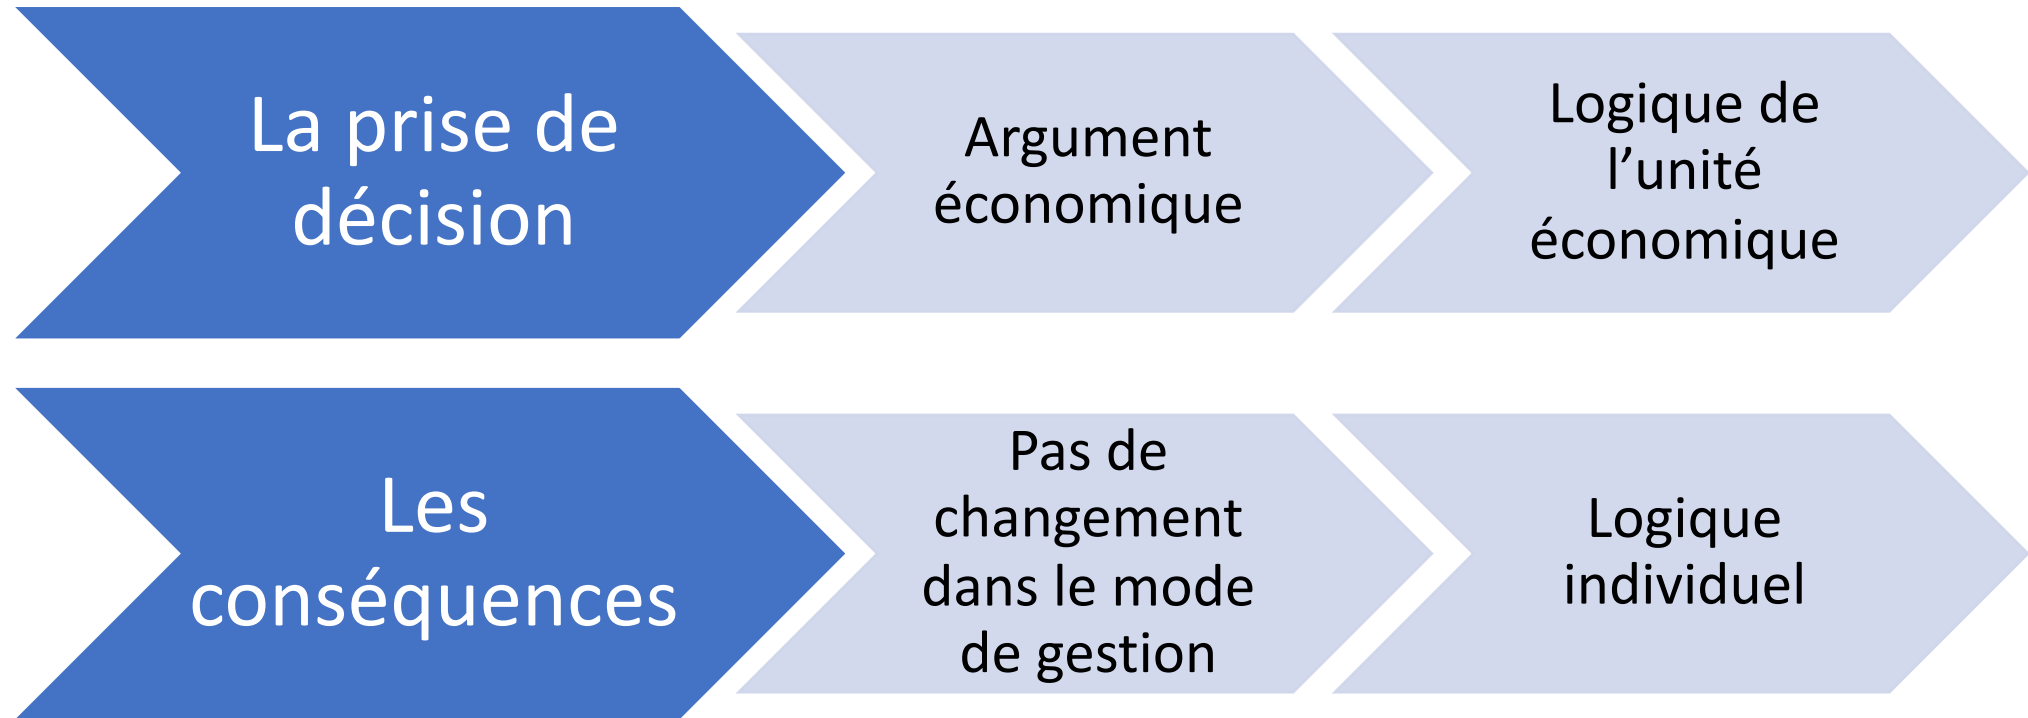 La prise de
décision
Argument
économique
Logique de
l’unité
économique
Les
conséquences
Pas de
changement
dans le mode
de gestion
Logique
individuel